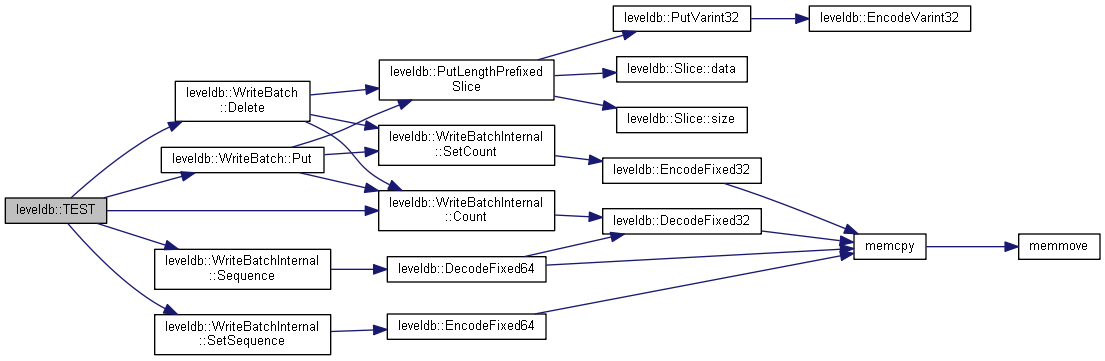 leveldb::TEST
leveldb::WriteBatch
::Delete
leveldb::WriteBatch::Put
leveldb::WriteBatchInternal
::Sequence
leveldb::WriteBatchInternal
::SetSequence
leveldb::PutLengthPrefixed
Slice
leveldb::WriteBatchInternal
::SetCount
leveldb::WriteBatchInternal
::Count
leveldb::DecodeFixed64
leveldb::EncodeFixed64
leveldb::PutVarint32
leveldb::Slice::data
leveldb::Slice::size
leveldb::EncodeFixed32
leveldb::DecodeFixed32
leveldb::EncodeVarint32
memcpy
memmove